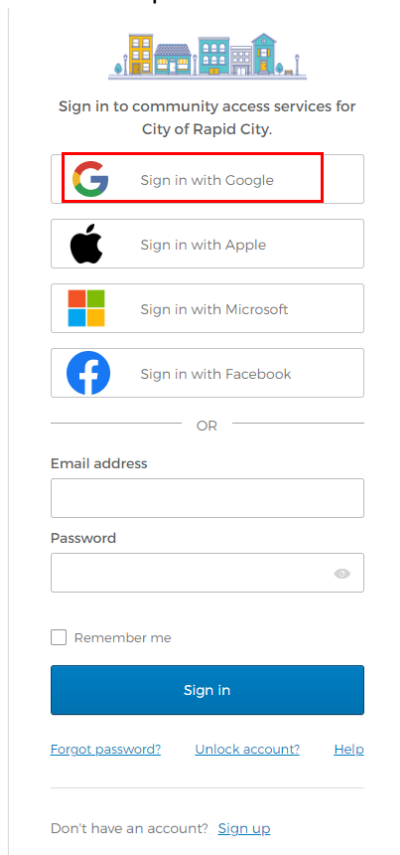 Sign in to community access services for
City of Rapid City.
Sign in with Google
Sign in with Apple
Sign in with Microsoft
Sign in with Facebook
OR
Email address
Password
Remember me
Sign in
Forgot password? Unlock account? Help
Don't have an account? Sign up